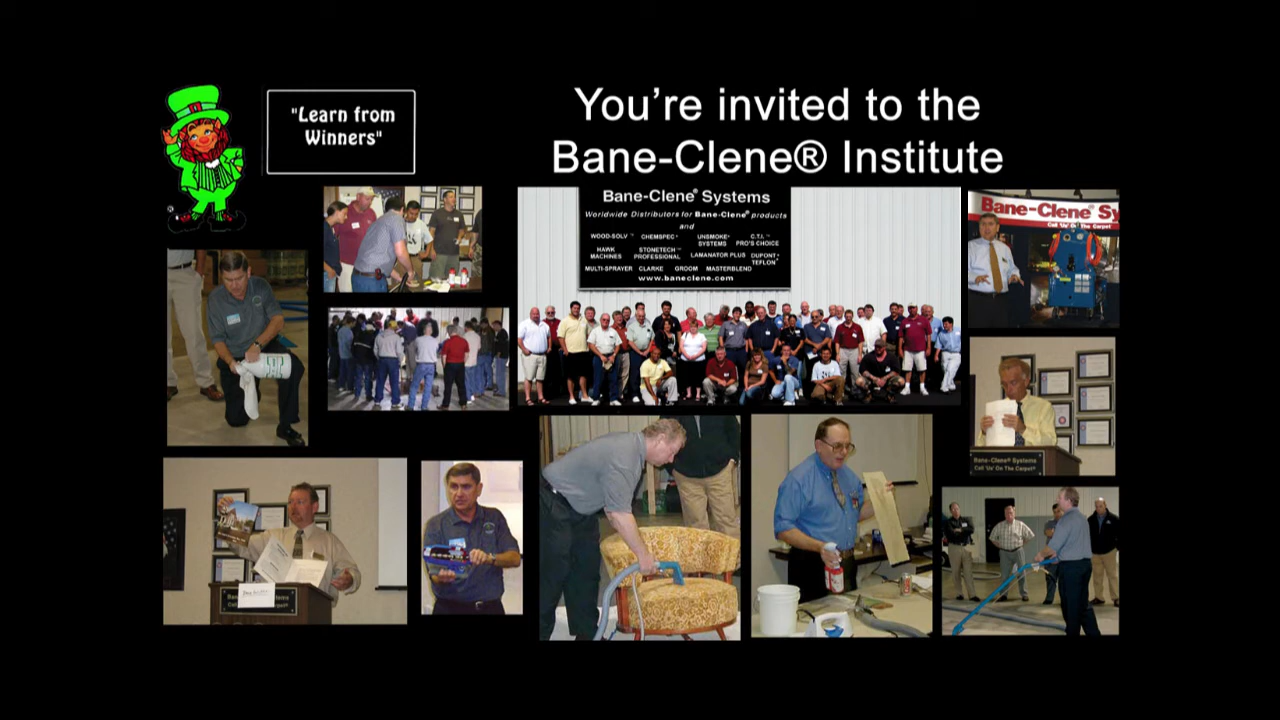 "Learn from
Winners"
You're invited to the
Bane-Clene® Institute
Bane-Clene® Systems
Worldwide Distributors for Bane-Clene® products
and
WOOD-SOLV™ CHEMSPEC® UNSMOKE® SYSTEMS C.T.I.™ PRO'S CHOICE
HAWK MACHINES STONETECH™ PROFESSIONAL LAMANATOR PLUS DUPONT® TEFLON®
MULTI-SPRAYER CLARKE GROOM MASTERBLEND
www.baneclene.com
Bane-Clene® Sy
Call 'Us' On The Carpet
Bane-Clene® Systems
Call 'Us' On The Carpet®